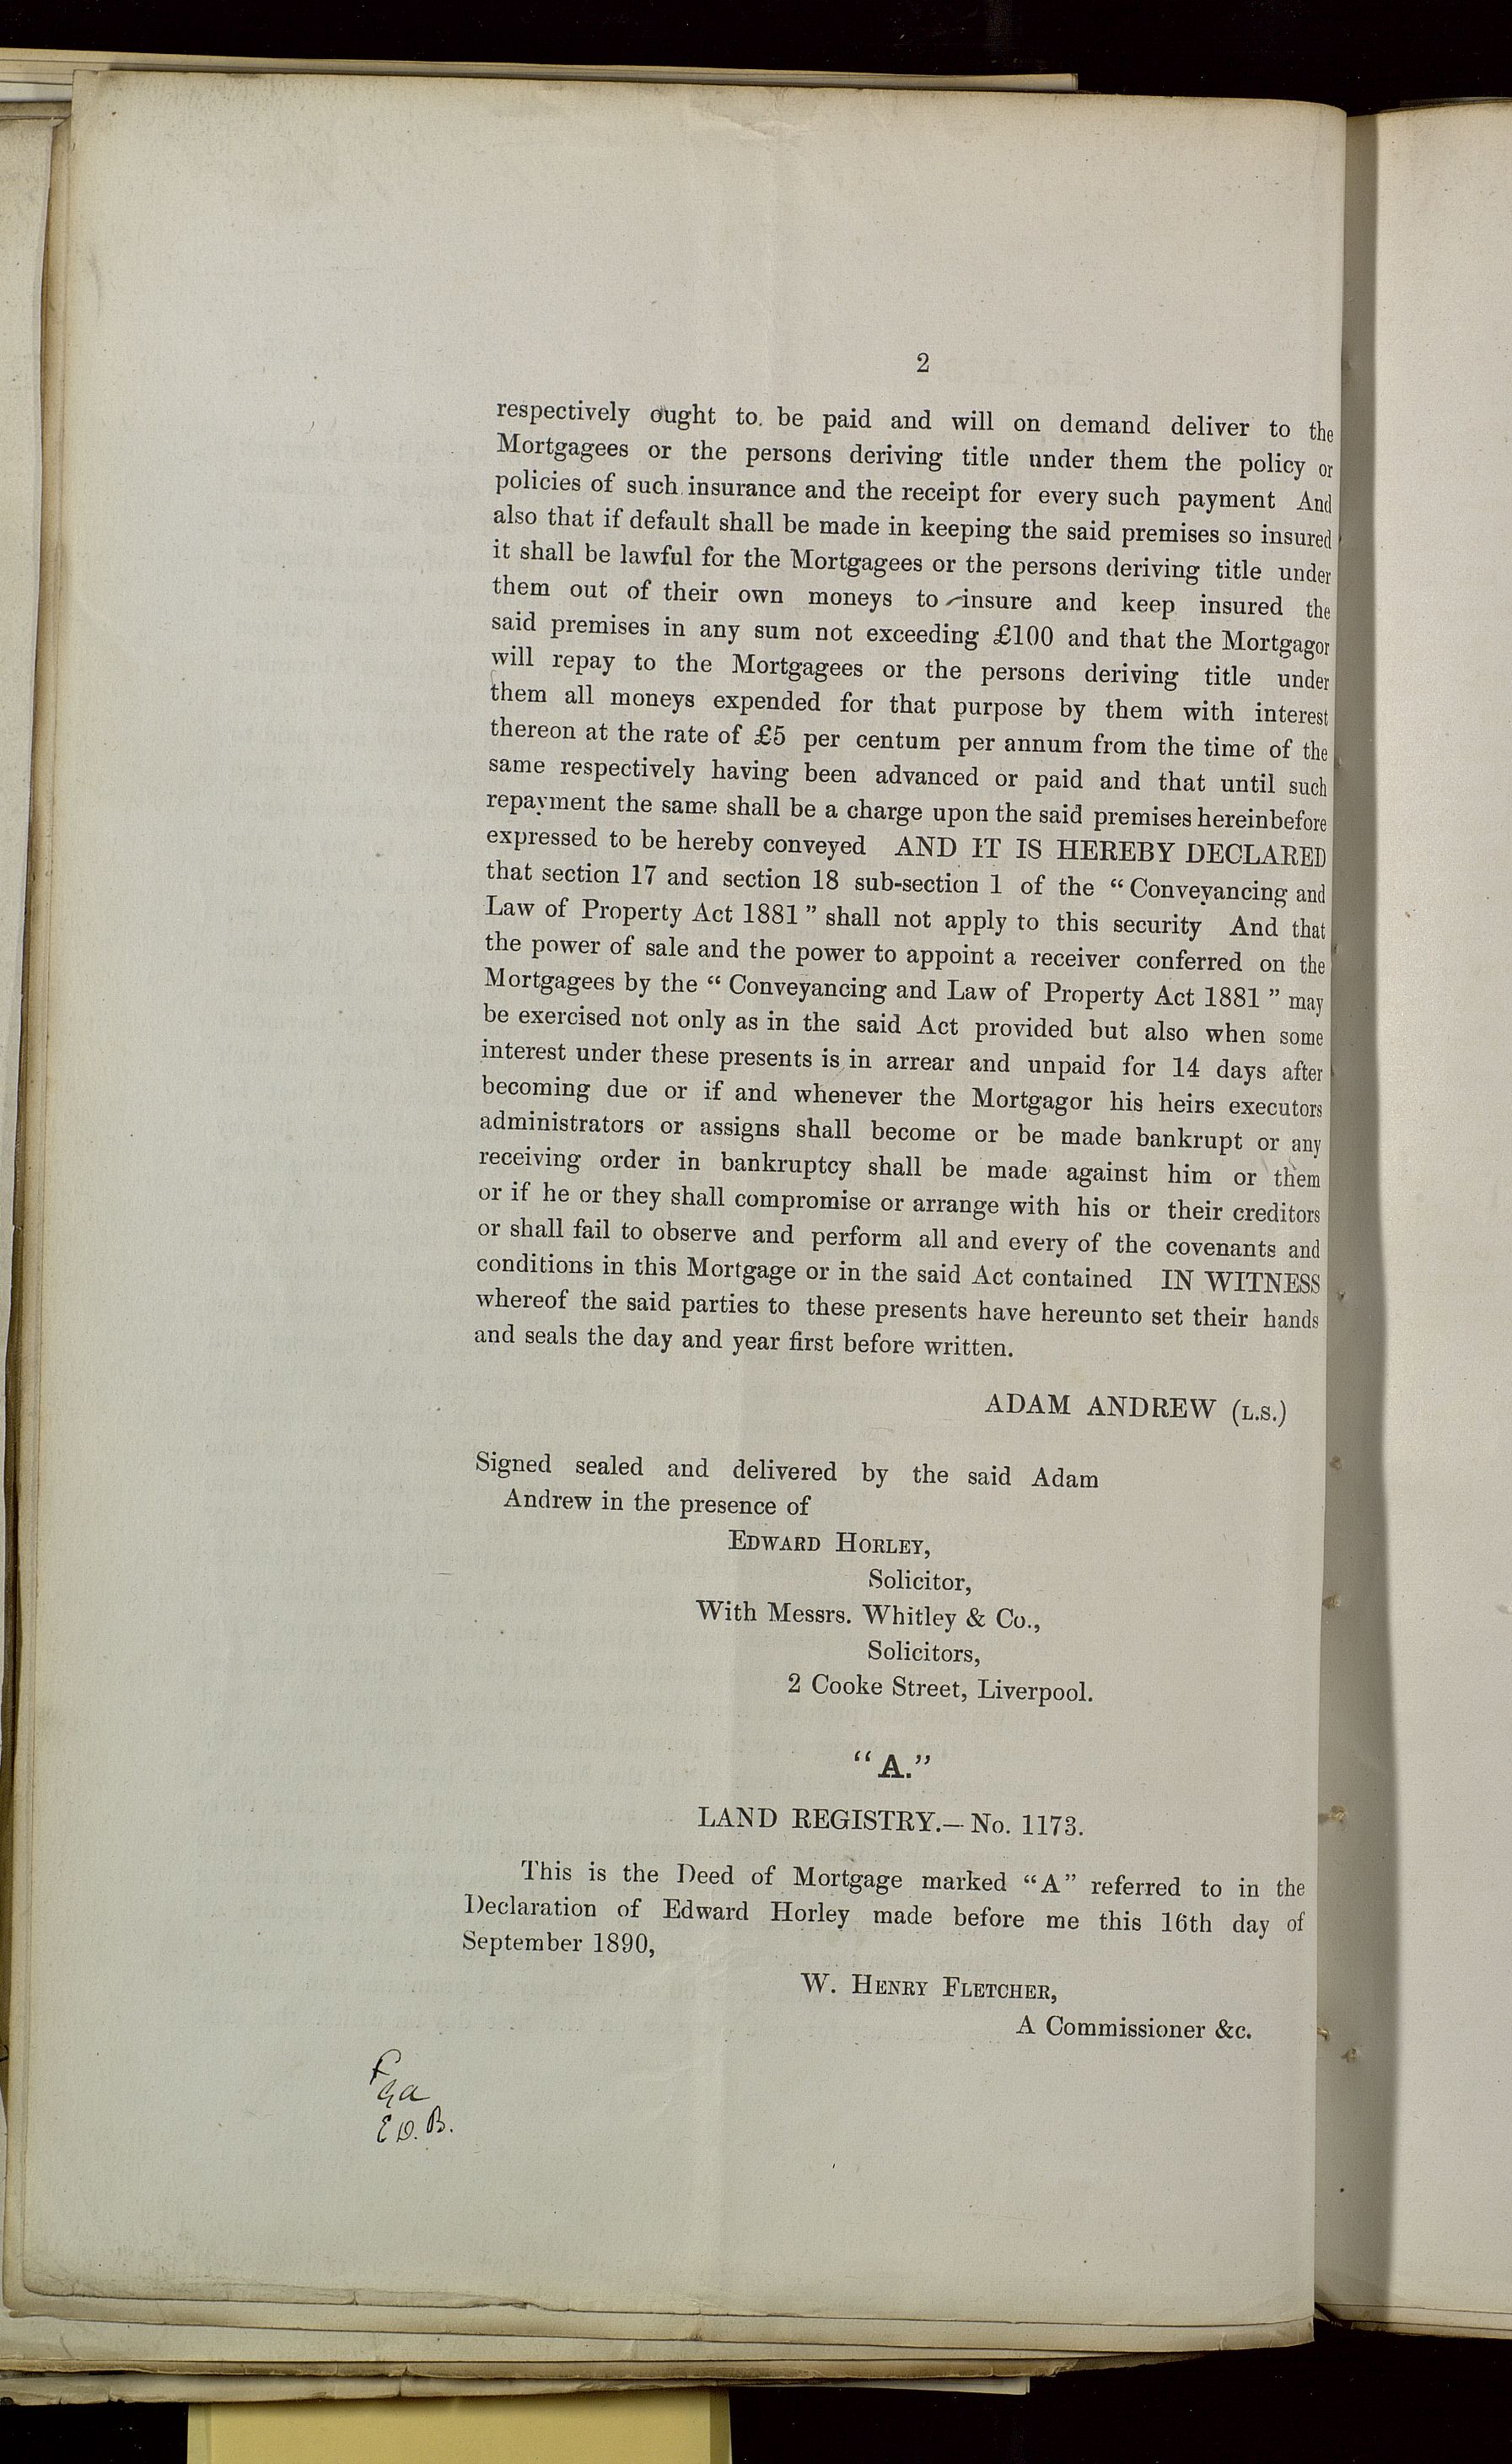 2
respectively ought to be paid and will on demand deliver to the
Mortgagees or the persons deriving title under them the policy or
policies of such insurance and the receipt for every such payment And
also that if default shall be made in keeping the said premises so insured
it shall be lawful for the Mortgagees or the persons deriving title under
them out of their own moneys to insure and keep insured the
said premises in any sum not exceeding £100 and that the Mortgagor
will repay to the Mortgagees or the persons deriving title under
them all moneys expended for that purpose by them with interest
thereon at the rate of £5 per centum per annum from the time of the
same respectively having been advanced or paid and that until such
repayment the same shall be a charge upon the said premises hereinbefore
expressed to be hereby conveyed AND IT IS HEREBY DECLARED
that section 17 and section 18 sub-section 1 of the “Conveyancing and
Law of Property Act 1881” shall not apply to this security And that
the power of sale and the power to appoint a receiver conferred on the
Mortgagees by the “Conveyancing and Law of Property Act 1881” may
be exercised not only as in the said Act provided but also when some
interest under these presents is in arrear and unpaid for 14 days after
becoming due or if and whenever the Mortgagor his heirs executors
administrators or assigns shall become or be made bankrupt or any
receiving order in bankruptcy shall be made against him or them
or if he or they shall compromise or arrange with his or their creditors
or shall fail to observe and perform all and every of the covenants and
conditions in this Mortgage or in the said Act contained IN WITNESS
whereof the said parties to these presents have hereunto set their hands
and seals the day and year first before written.
ADAM ANDREW (L.S.)
Signed sealed and delivered by the said Adam
Andrew in the presence of
EDWARD HORLEY,
Solicitor,
With Messrs. Whitley & Co.,
Solicitors,
2 Cooke Street, Liverpool.
“A.”
LAND REGISTRY.—No. 1173.
This is the Deed of Mortgage marked “A” referred to in the
Declaration of Edward Horley made before me this 16th day of
September 1890,
W. HENRY FLETCHER,
A Commissioner &c.
E.D.B.